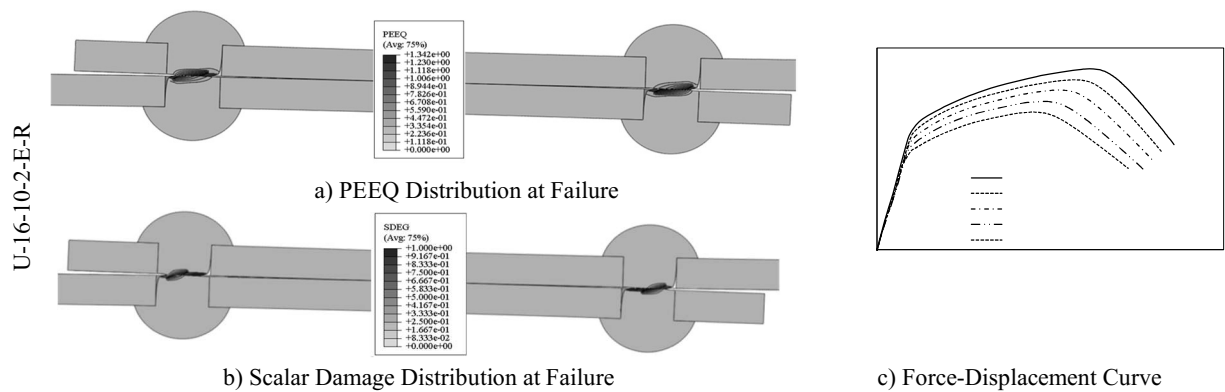 U-16-10-2-E-R
PEEQ
(Avg: 75%)
+1.342e+00
+1.230e+00
+1.118e+00
+1.006e+00
+8.944e-01
+7.826e-01
+6.708e-01
+5.590e-01
+4.472e-01
+3.354e-01
+2.236e-01
+1.118e-01
+0.000e+00
a) PEEQ Distribution at Failure
SDEG
(Avg: 75%)
+1.000e+00
+9.167e-01
+8.333e-01
+7.500e-01
+6.667e-01
+5.833e-01
+5.000e-01
+4.167e-01
+3.333e-01
+2.500e-01
+1.667e-01
+8.333e-02
+0.000e+00
b) Scalar Damage Distribution at Failure
c) Force-Displacement Curve